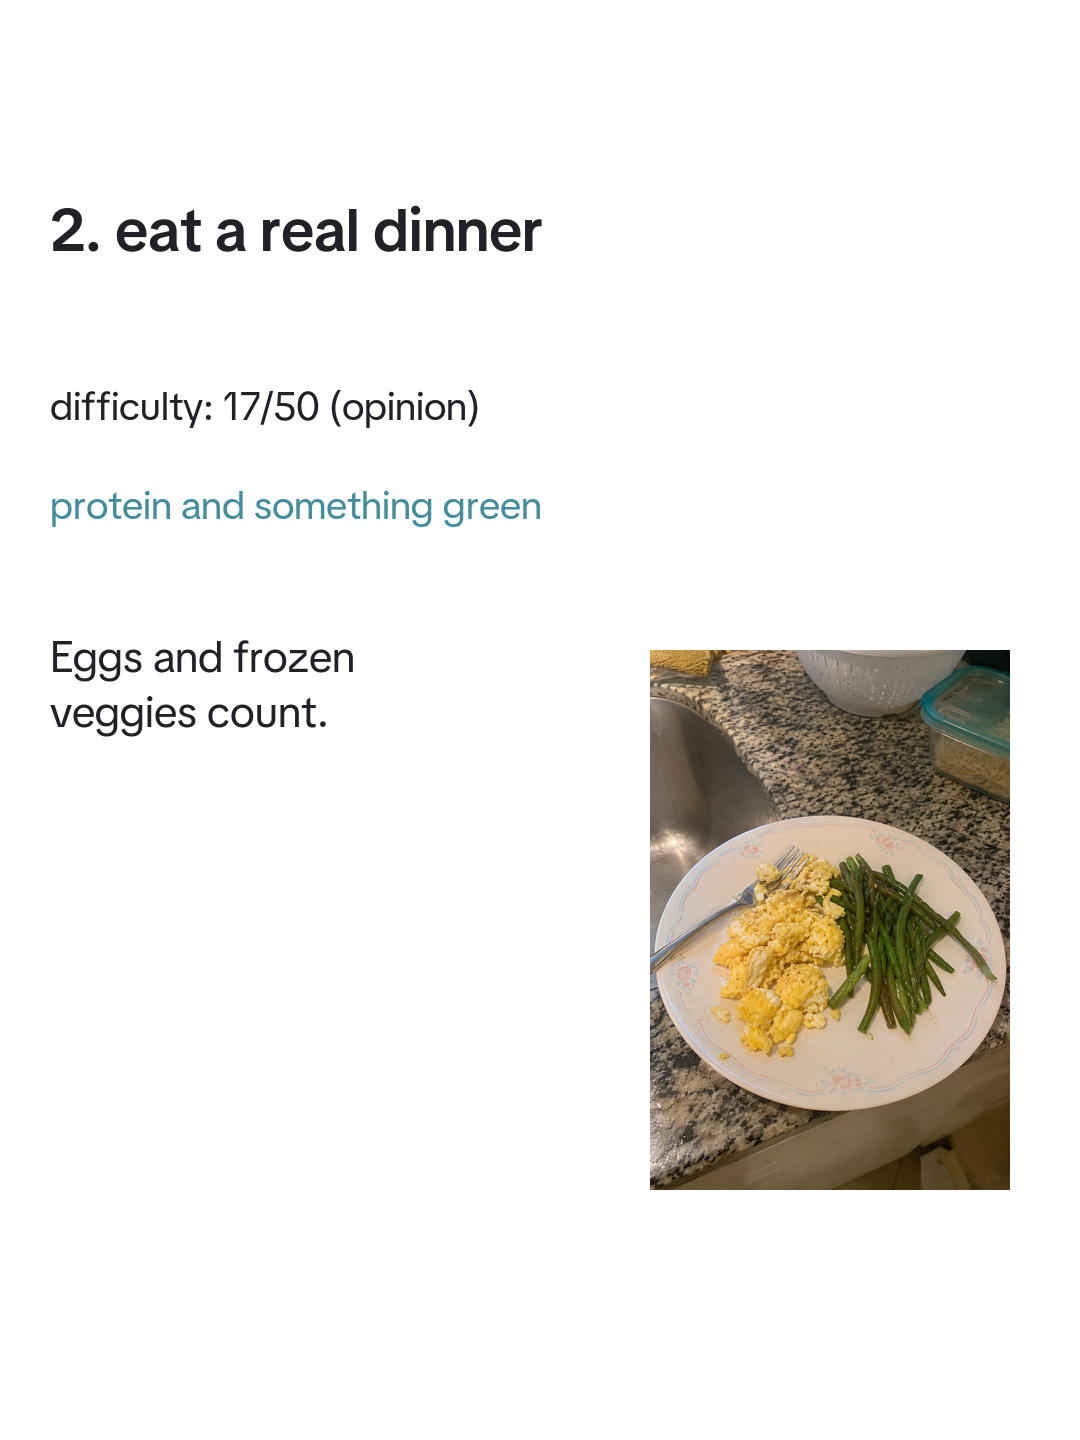 2. eat a real dinner
difficulty: 17/50 (opinion)
protein and something green
Eggs and frozen
veggies count.